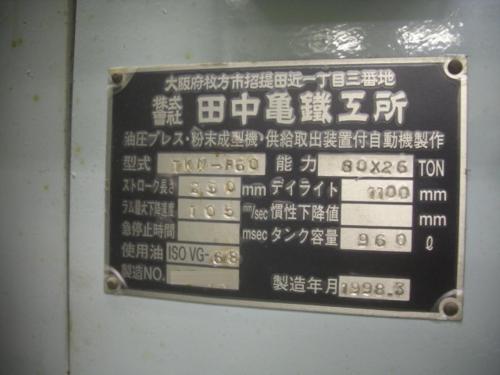 大阪府枚方市招提田近一丁目三番地
株式會社 田中亀鐵工所
油圧プレス・粉末成型機・供給取出装置付自動機製作
型式 TKN-P60 能力 80X26 TON
ストローク長さ 250 mm デイライト 1100 mm
ラム最大下降速度 105 mm/sec 慣性下降値 mm
急停止時間 msec タンク容量 960 ℓ
使用油 ISO VG-68
製造NO. 製造年月 1998.3